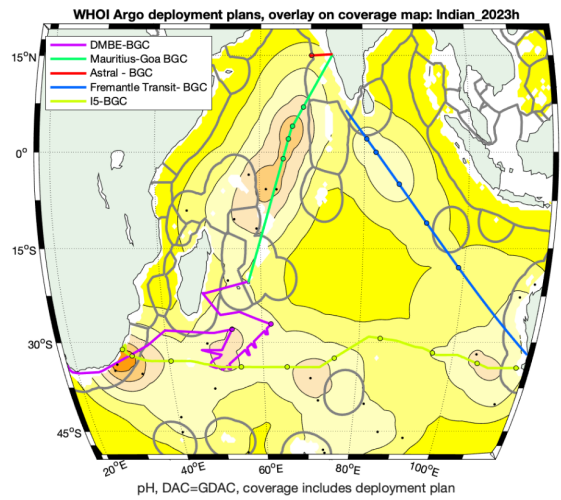 WHOI Argo deployment plans, overlay on coverage map: Indian_2023h
DMBE-BGC
Mauritius-Goa BGC
Astral - BGC
Fremantle Transit- BGC
I5-BGC
15°N
0°
15°S
30°S
45°S
20°E
40°E
60°E
80°E
100°E
pH, DAC=GDAC, coverage includes deployment plan